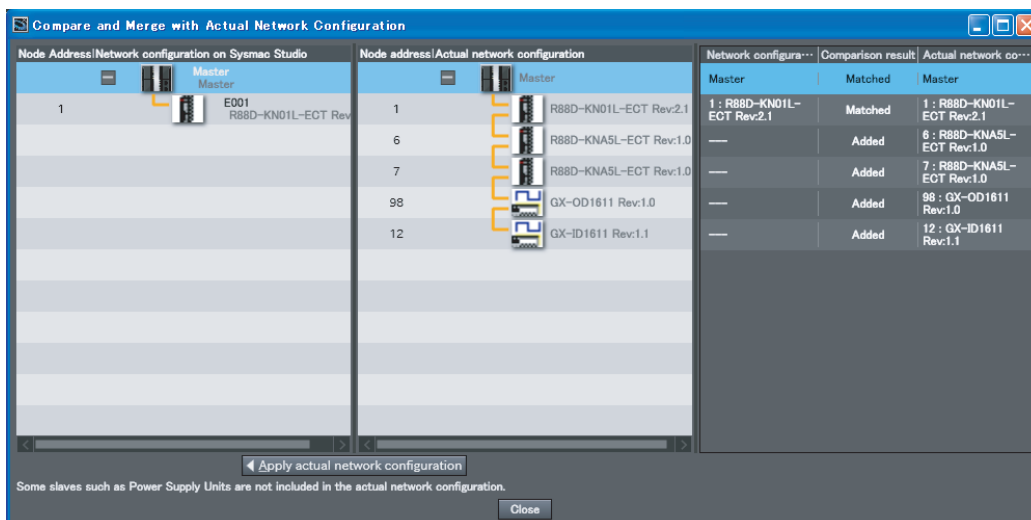 Compare and Merge with Actual Network Configuration
Node Address|Network configuration on Sysmac Studio
Master
Master
1
E001
R88D-KN01L-ECT Rev
Node address|Actual network configuration
Master
1
R88D-KN01L-ECT Rev:2.1
6
R88D-KNA5L-ECT Rev:1.0
7
R88D-KNA5L-ECT Rev:1.0
98
GX-OD1611 Rev:1.0
12
GX-ID1611 Rev:1.1
Network configura··· Comparison result Actual network co···
Master Matched Master
1 : R88D-KN01L-
ECT Rev:2.1
Matched
1 : R88D-KN01L-
ECT Rev:2.1
--- Added
6 : R88D-KNA5L-
ECT Rev:1.0
--- Added
7 : R88D-KNA5L-
ECT Rev:1.0
--- Added
98 : GX-OD1611
Rev:1.0
--- Added
12 : GX-ID1611
Rev:1.1
Apply actual network configuration
Some slaves such as Power Supply Units are not included in the actual network configuration.
Close